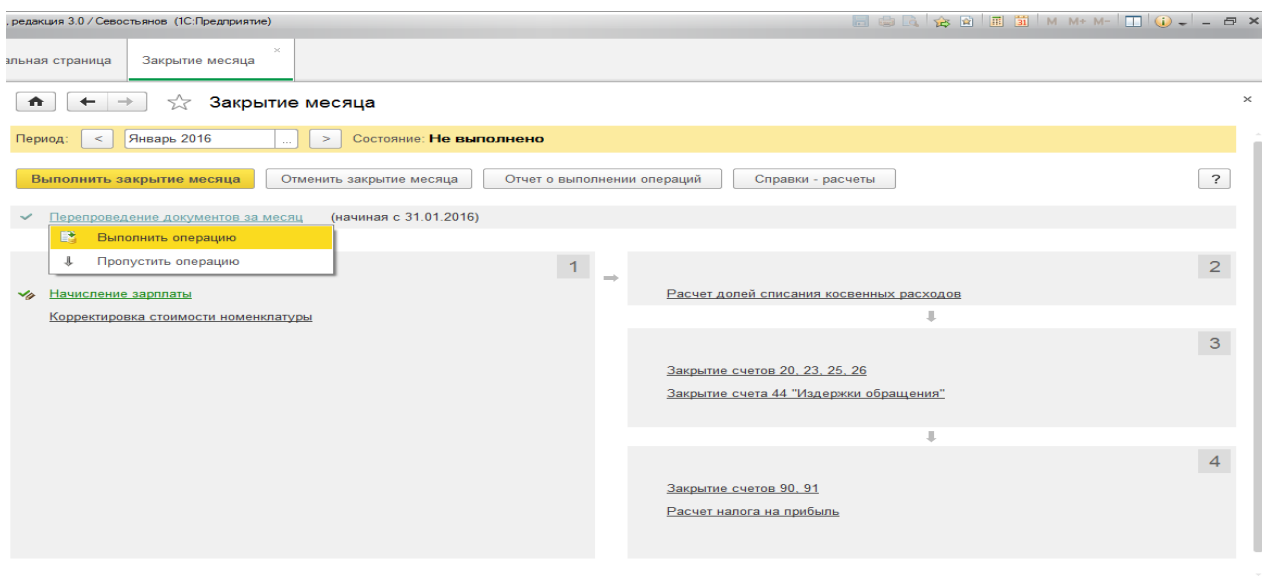 , редакция 3.0 / Севостьянов (1С:Предприятие)
31 M M+ M-
альная страница Закрытие месяца ×
Закрытие месяца ×
Период: < Январь 2016 ... > Состояние: Не выполнено
Выполнить закрытие месяца Отменить закрытие месяца Отчет о выполнении операций Справки - расчеты ?
Перепроведение документов за месяц (начиная с 31.01.2016)
Выполнить операцию
Пропустить операцию
1
2
Начисление зарплаты
Расчет долей списания косвенных расходов
Корректировка стоимости номенклатуры
3
Закрытие счетов 20, 23, 25, 26
Закрытие счета 44 "Издержки обращения"
4
Закрытие счетов 90, 91
Расчет налога на прибыль